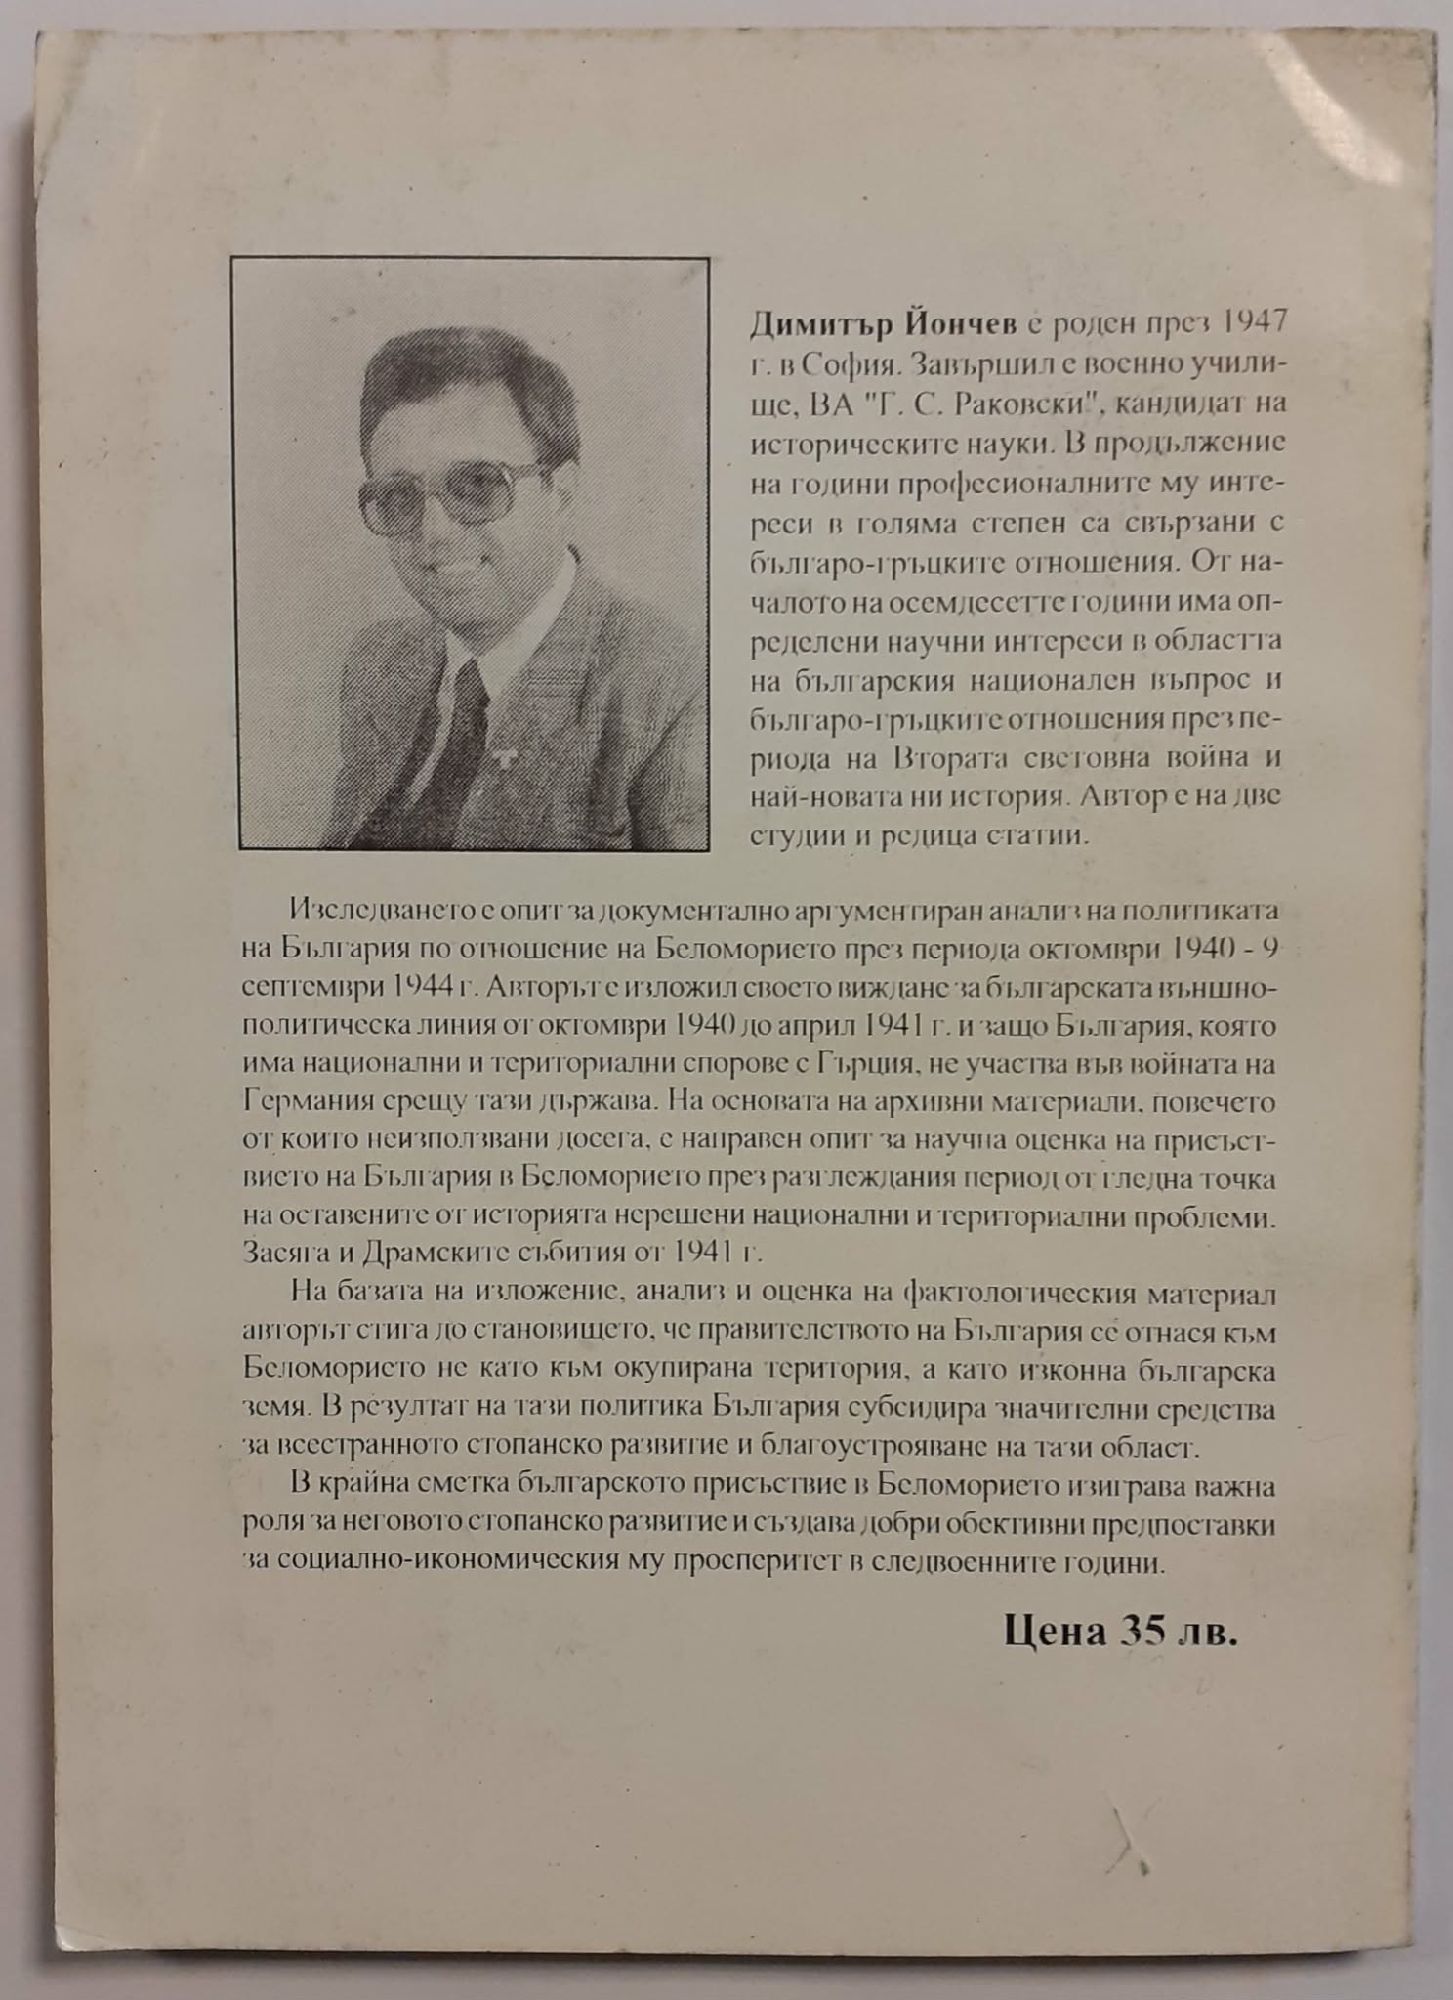 Димитър Йончев е роден през 1947
г. в София. Завършил е военно учили-
ще, ВА "Г. С. Раковски", кандидат на
историческите науки. В продължение
на години професионалните му инте-
реси в голяма степен са свързани с
българо-гръцките отношения. От на-
чалото на осемдесетте години има оп-
ределени научни интереси в областта
на българския национален въпрос и
българо-гръцките отношения през пе-
риода на Втората световна война и
най-новата ни история. Автор е на две
студии и редица статии.
Изследването е опит за документално аргументиран анализ на политиката
на България по отношение на Беломорието през периода октомври 1940 - 9
септември 1944 г. Авторът е изложил своето виждане за българската външно-
политическа линия от октомври 1940 до април 1941 г. и защо България, която
има национални и териториални спорове с Гърция, не участва във войната на
Германия срещу тази държава. На основата на архивни материали, повечето
от които неизползвани досега, е направен опит за научна оценка на присъст-
вието на България в Беломорието през разглеждания период от гледна точка
на оставените от историята нерешени национални и териториални проблеми.
Засяга и Драмските събития от 1941 г.
На базата на изложение, анализ и оценка на фактологическия материал
авторът стига до становището, че правителството на България се отнася към
Беломорието не като към окупирана територия, а като изконна българска
земя. В резултат на тази политика България субсидира значителни средства
за всестранното стопанско развитие и благоустрояване на тази област.
В крайна сметка българското присъствие в Беломорието изиграва важна
роля за неговото стопанско развитие и създава добри обективни предпоставки
за социално-икономическия му просперитет в следвоенните години.
Цена 35 лв.